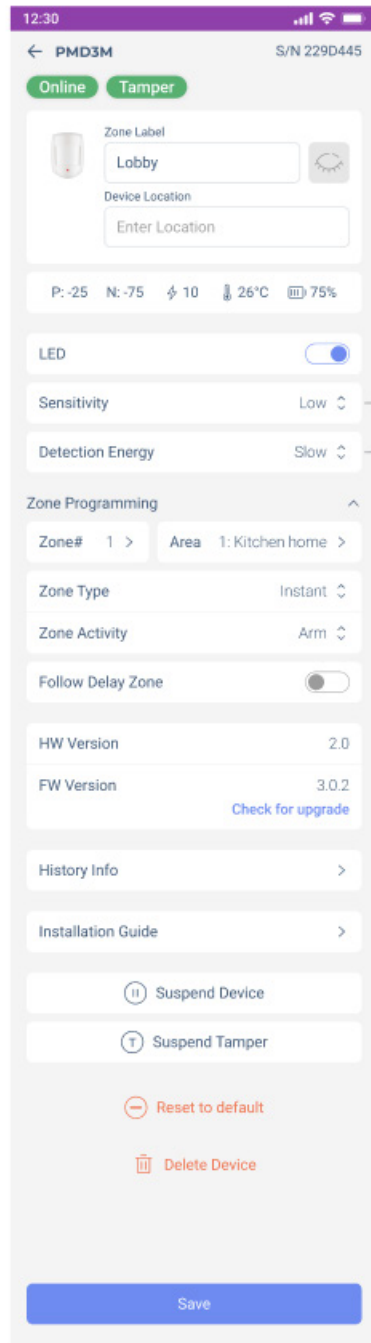 12:30
PMD3M S/N 229D445
Online Tamper
Zone Label
Lobby
Device Location
Enter Location
P: -25 N: -75 10 26°C 75%
LED
Sensitivity Low
Detection Energy Slow
Zone Programming
Zone# 1 > Area 1: Kitchen home >
Zone Type Instant
Zone Activity Arm
Follow Delay Zone
HW Version 2.0
FW Version 3.0.2
Check for upgrade
History Info >
Installation Guide >
Suspend Device
T Suspend Tamper
Reset to default
Delete Device
Save